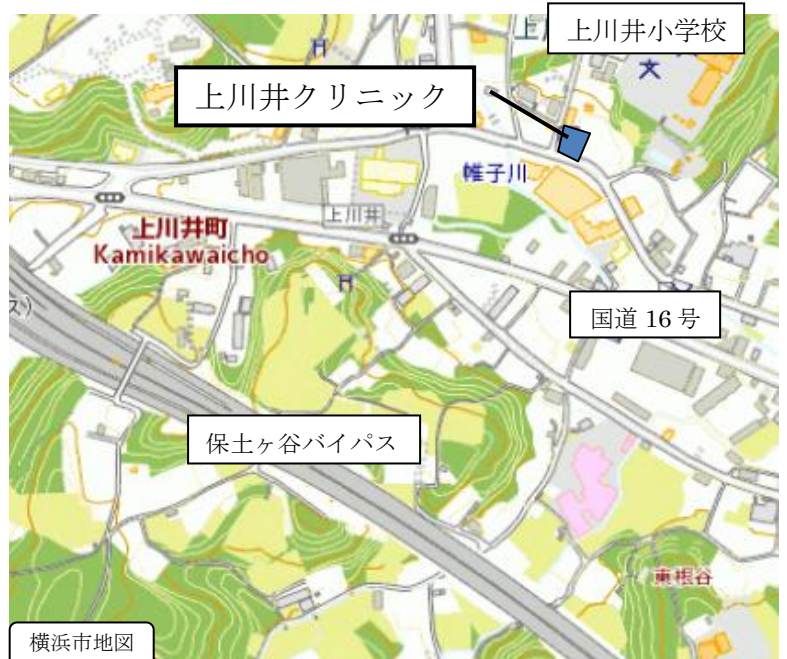 上川井小学校
上川井クリニック
帷子川
上川井
上川井町
Kamikawaicho
国道 16 号
保土ヶ谷バイパス
東根谷
横浜市地図